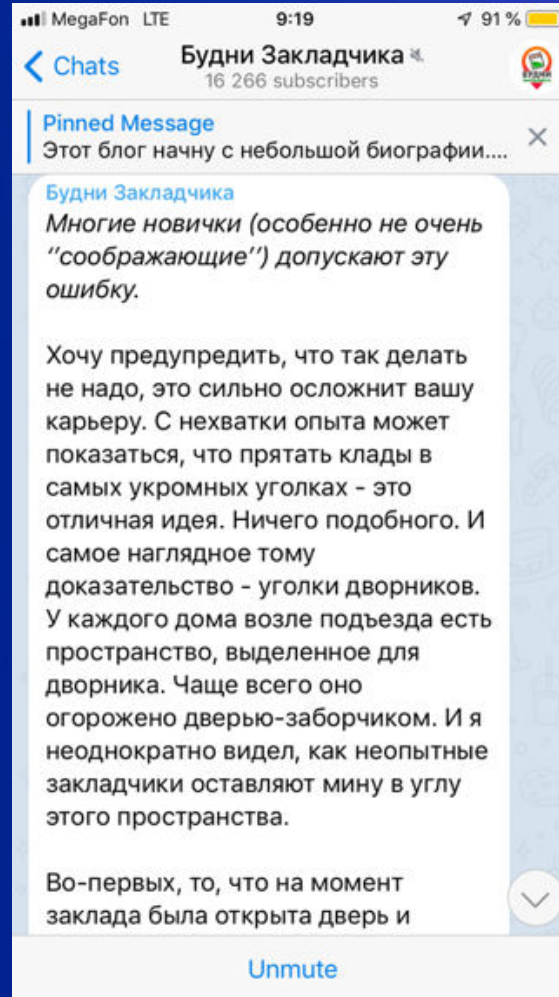 MegaFon LTE 9:19 91 %
Chats
Будни Закладчика
16 266 subscribers
БУДНИ
Pinned Message
Этот блог начну с небольшой биографии....
Будни Закладчика
Многие новички (особенно не очень
‘‘соображающие’’) допускают эту
ошибку.
Хочу предупредить, что так делать
не надо, это сильно осложнит вашу
карьеру. С нехватки опыта может
показаться, что прятать клады в
самых укромных уголках - это
отличная идея. Ничего подобного. И
самое наглядное тому
доказательство - уголки дворников.
У каждого дома возле подъезда есть
пространство, выделенное для
дворника. Чаще всего оно
огорожено дверью-заборчиком. И я
неоднократно видел, как неопытные
закладчики оставляют мину в углу
этого пространства.
Во-первых, то, что на момент
заклада была открыта дверь и
Unmute